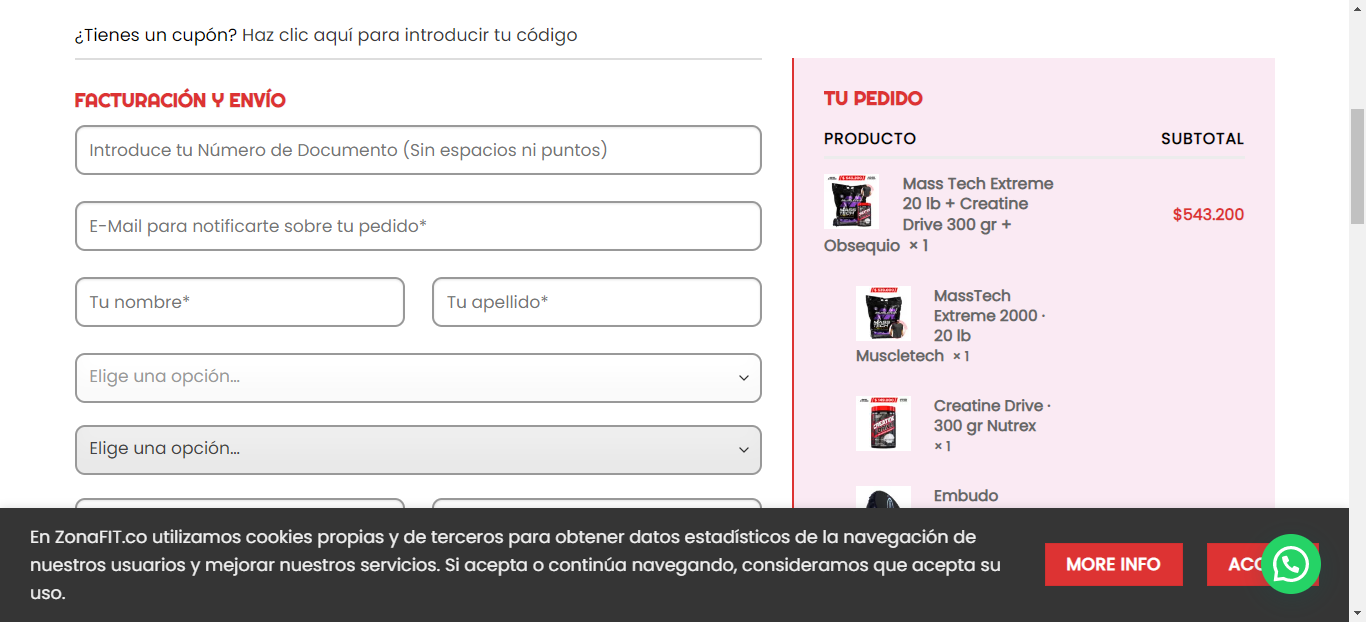 ¿Tienes un cupón? Haz clic aquí para introducir tu código
FACTURACIÓN Y ENVÍO
Introduce tu Número de Documento (Sin espacios ni puntos)
E-Mail para notificarte sobre tu pedido*
Tu nombre*
Tu apellido*
Elige una opción...
Elige una opción...
TU PEDIDO
PRODUCTO
SUBTOTAL
Mass Tech Extreme
20 lb + Creatine
Drive 300 gr +
Obsequio × 1
$543.200
MassTech
Extreme 2000 ·
20 lb
Muscletech × 1
Creatine Drive ·
300 gr Nutrex
× 1
Embudo
En ZonaFIT.co utilizamos cookies propias y de terceros para obtener datos estadísticos de la navegación de
nuestros usuarios y mejorar nuestros servicios. Si acepta o continúa navegando, consideramos que acepta su
uso.
MORE INFO